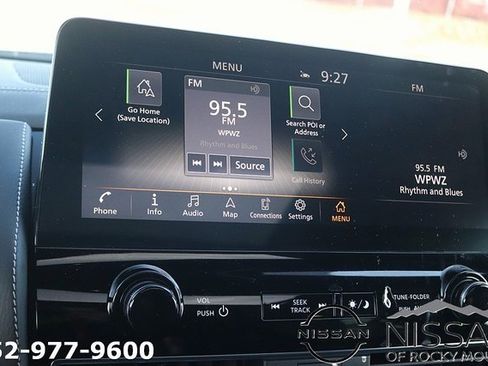 MENU
9:27
FM
FM
95.5
FM
WPWZ
Rhythm and Blues
Source
Go Home
(Save Location)
Search POI or
Address
Call History
95.5 FM
WPWZ
Rhythm and Blues
Phone
Info
Audio
Map
Connections
Settings
MENU
VOL
PUSH
SEEK
TRACK
TUNE·FOLDER
PUSH
52-977-9600
NISSAN
NISSA
OF ROCKY MOU